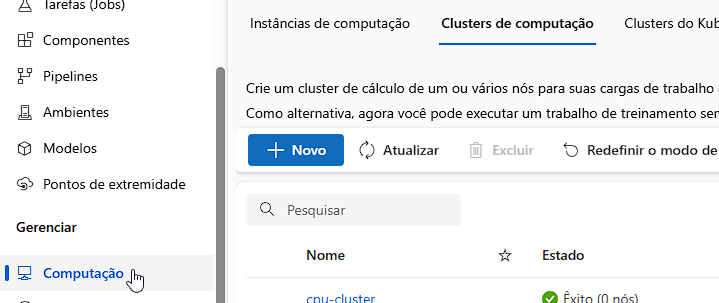 Tarefas (Jobs)
Componentes
Pipelines
Ambientes
Modelos
Pontos de extremidade
Gerenciar
Computação
Instâncias de computação
Clusters de computação
Clusters do Kub
Crie um cluster de cálculo de um ou vários nós para suas cargas de trabalho
Como alternativa, agora você pode executar um trabalho de treinamento sem
Novo
Atualizar
Excluir
Redefinir o modo de
Pesquisar
Nome
Estado
cpu-cluster
Êxito (0 nós)